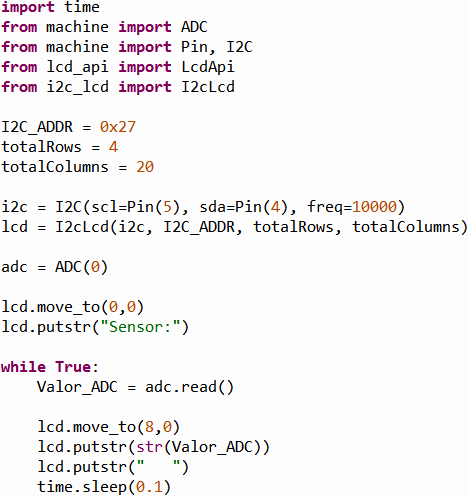 import time
from machine import ADC
from machine import Pin, I2C
from lcd_api import LcdApi
from i2c_lcd import I2cLcd

I2C_ADDR = 0x27
totalRows = 4
totalColumns = 20

i2c = I2C(scl=Pin(5), sda=Pin(4), freq=10000)
lcd = I2cLcd(i2c, I2C_ADDR, totalRows, totalColumns)

adc = ADC(0)

lcd.move_to(0,0)
lcd.putstr("Sensor:")

while True:
    Valor_ADC = adc.read()

    lcd.move_to(8,0)
    lcd.putstr(str(Valor_ADC))
    lcd.putstr("   ")
    time.sleep(0.1)